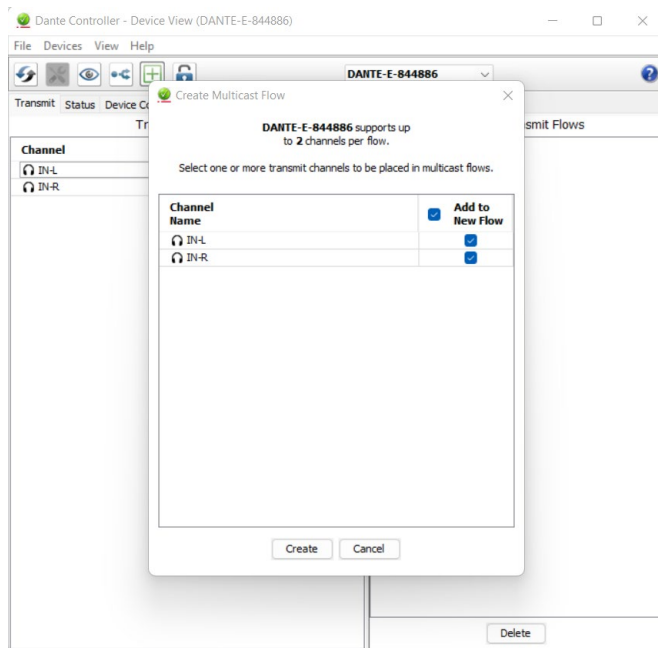 Dante Controller - Device View (DANTE-E-844886)
File Devices View Help
DANTE-E-844886
Transmit Status Device Co
Tr
smit Flows
Channel
IN-L
IN-R
Create Multicast Flow
DANTE-E-844886 supports up
to 2 channels per flow.
Select one or more transmit channels to be placed in multicast flows.
Channel
Name
Add to
New Flow
IN-L
IN-R
Create Cancel
Delete